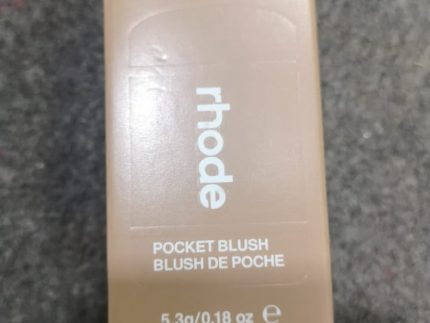 rhode
POCKET BLUSH
BLUSH DE POCHE
5.3g/0.18 oz ℮